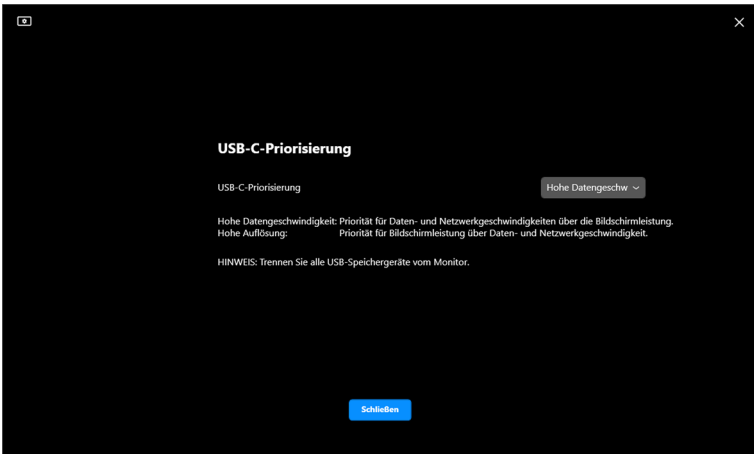 USB-C-Priorisierung
USB-C-Priorisierung Hohe Datengeschw
Hohe Datengeschwindigkeit: Priorität für Daten- und Netzwerkgeschwindigkeiten über die Bildschirmleistung.
Hohe Auflösung: Priorität für Bildschirmleistung über Daten- und Netzwerkgeschwindigkeit.
HINWEIS: Trennen Sie alle USB-Speichergeräte vom Monitor.
Schließen